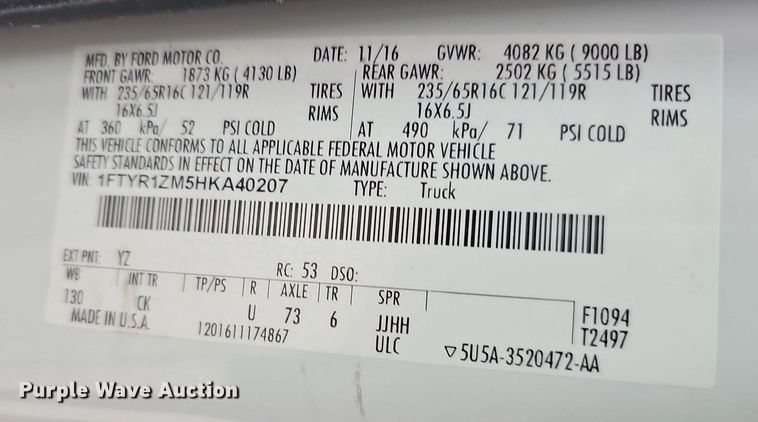 MFD. BY FORD MOTOR CO. DATE: 11/16 GVWR: 4082 KG ( 9000 LB)
FRONT GAWR: 1873 KG ( 4130 LB) REAR GAWR: 2502 KG ( 5515 LB)
WITH 235/65R16C 121/119R TIRES WITH 235/65R16C 121/119R TIRES
16X6.5J RIMS 16X6.5J RIMS
AT 360 kPa/ 52 PSI COLD AT 490 kPa/ 71 PSI COLD
THIS VEHICLE CONFORMS TO ALL APPLICABLE FEDERAL MOTOR VEHICLE
SAFETY STANDARDS IN EFFECT ON THE DATE OF MANUFACTURE SHOWN ABOVE.
VIN: 1FTYR1ZM5HKA40207 TYPE: Truck
EXT PNT: YZ RC: 53 DSO:
WB INT TR TP/PS R AXLE TR SPR
130 CK U 73 6 JJHH F1094
MADE IN U.S.A. 1201611174867 ULC T2497
▽5U5A-3520472-AA
Purple Wave Auction